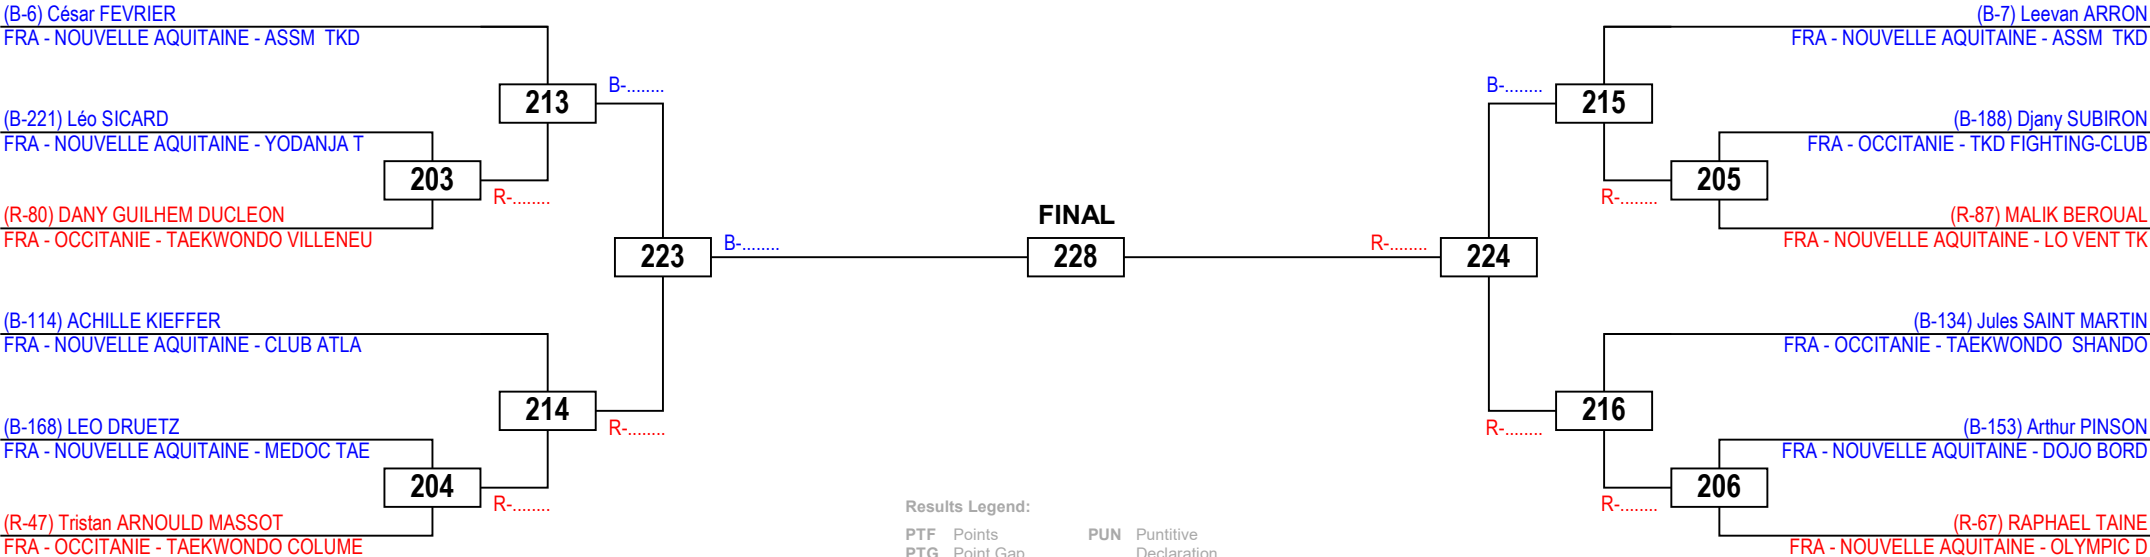 (B-6) César FEVRIER
FRA - NOUVELLE AQUITAINE - ASSM  TKD
213
B-........
(B-221) Léo SICARD
FRA - NOUVELLE AQUITAINE - YODANJA T
203
R-........
(R-80) DANY GUILHEM DUCLEON
FRA - OCCITANIE - TAEKWONDO VILLENEU
223
B-........
(B-114) ACHILLE KIEFFER
FRA - NOUVELLE AQUITAINE - CLUB ATLA
214
R-........
(B-168) LEO DRUETZ
FRA - NOUVELLE AQUITAINE - MEDOC TAE
204
R-........
(R-47) Tristan ARNOULD MASSOT
FRA - OCCITANIE - TAEKWONDO COLUME
FINAL
228
(B-7) Leevan ARRON
FRA - NOUVELLE AQUITAINE - ASSM  TKD
B-........
215
(B-188) Djany SUBIRON
FRA - OCCITANIE - TKD FIGHTING-CLUB
205
R-........
(R-87) MALIK BEROUAL
FRA - NOUVELLE AQUITAINE - LO VENT TK
R-........
224
(B-134) Jules SAINT MARTIN
FRA - OCCITANIE - TAEKWONDO  SHANDO
216
R-........
(B-153) Arthur PINSON
FRA - NOUVELLE AQUITAINE - DOJO BORD
206
R-........
(R-67) RAPHAEL TAINE
FRA - NOUVELLE AQUITAINE - OLYMPIC D
Results Legend:
PTF Points PUN Puntitive
PTG Point Gap Declaration